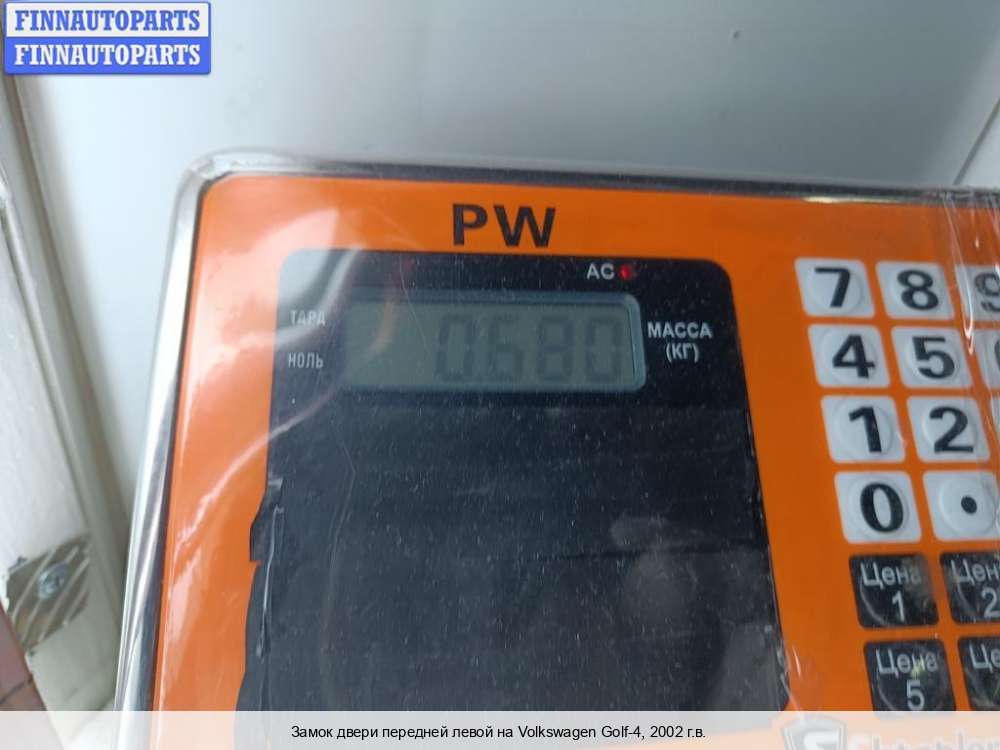 FINNAUTOPARTS
FINNAUTOPARTS
PW
AC
ТАРА
НОЛЬ
0.680
МАССА
(КГ)
7 8 9
4 5
1 2
0 •
Цена 1
Цена 2
Цена 5
Замок двери передней левой на Volkswagen Golf-4, 2002 г.в.